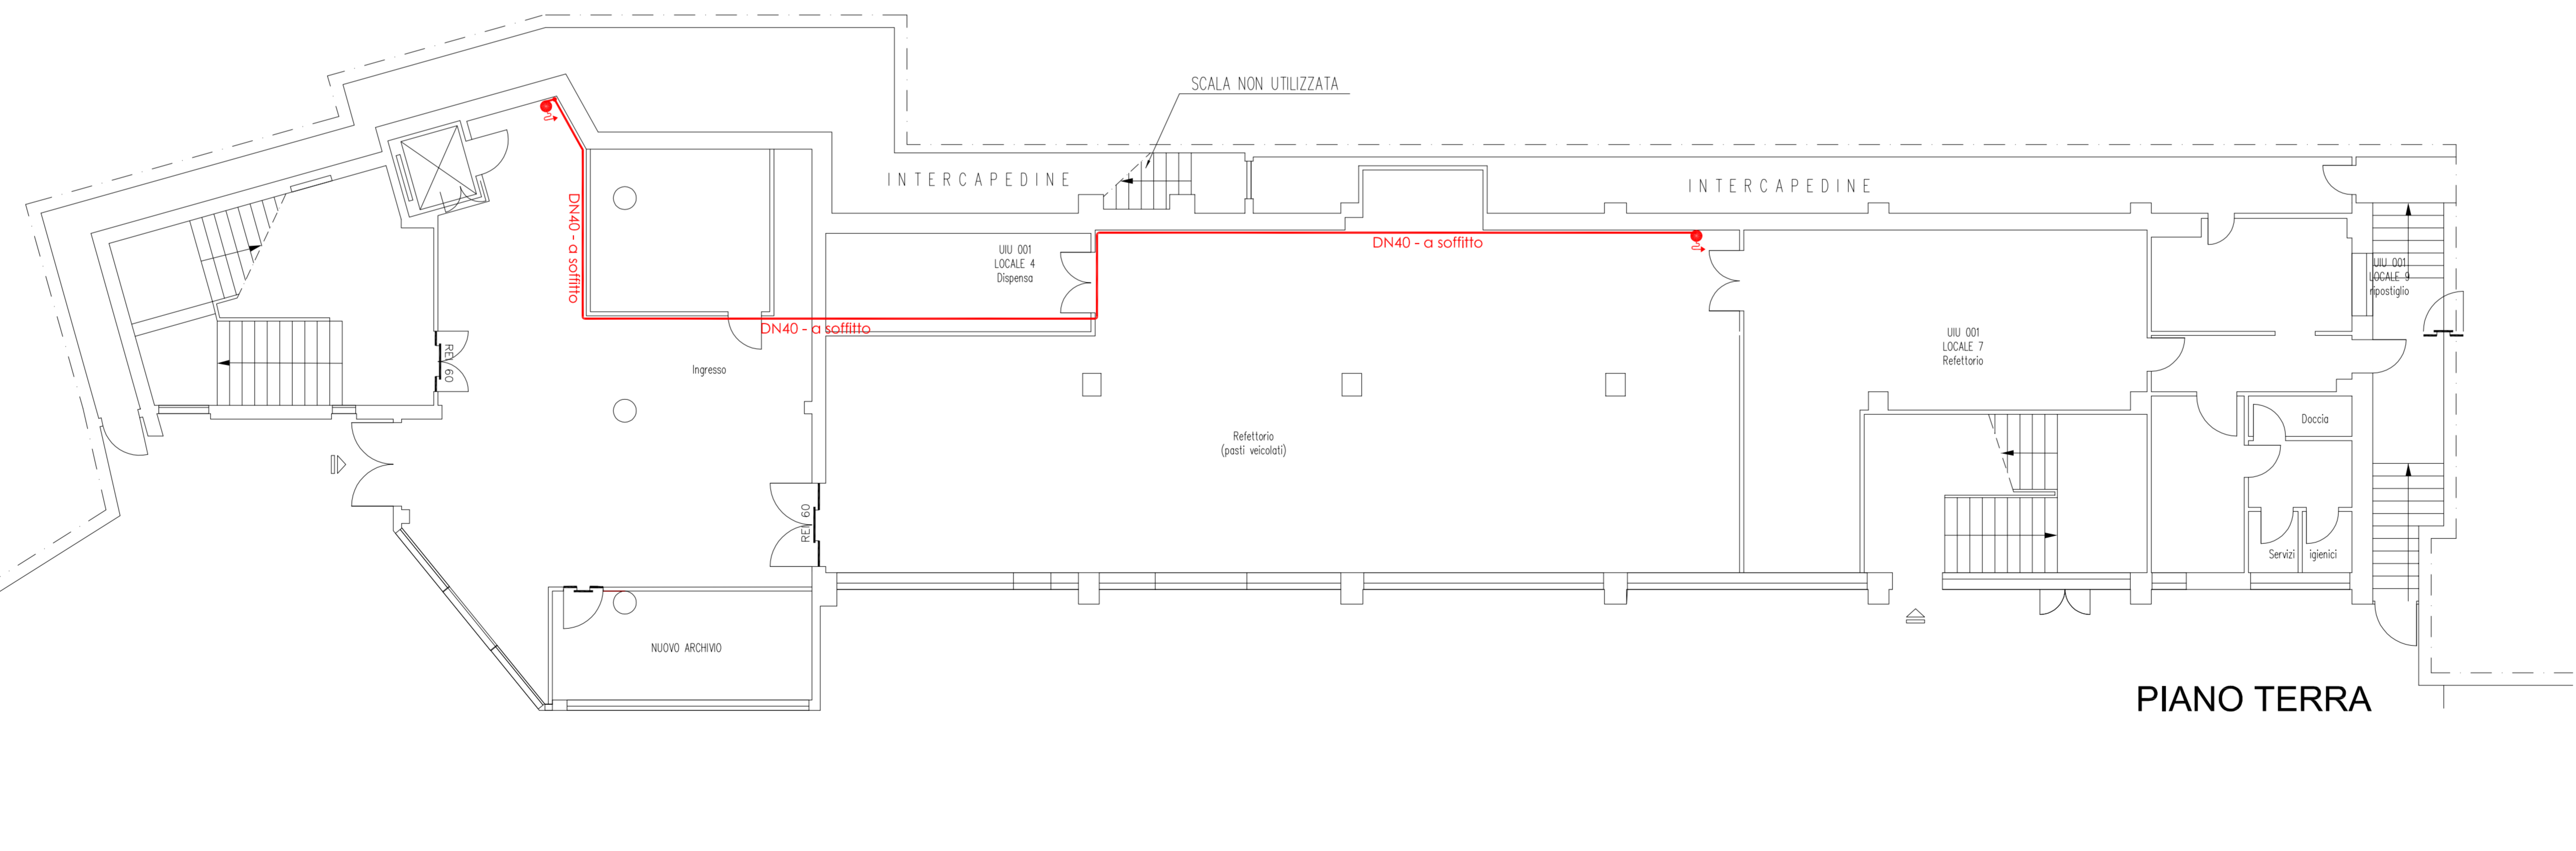 SCALA NON UTILIZZATA
INTERCAPEDINE
INTERCAPEDINE
DN40 - a soffitto
UIU 001
LOCALE 4
Dispensa
DN40 - a soffitto
UIU 001
LOCALE 9
ripostiglio
DN40 - a soffitto
REI 60
Ingresso
UIU 001
LOCALE 7
Refettorio
Doccia
Refettorio
(pasti veicolati)
REI 60
Servizi igienici
NUOVO ARCHIVIO
PIANO TERRA